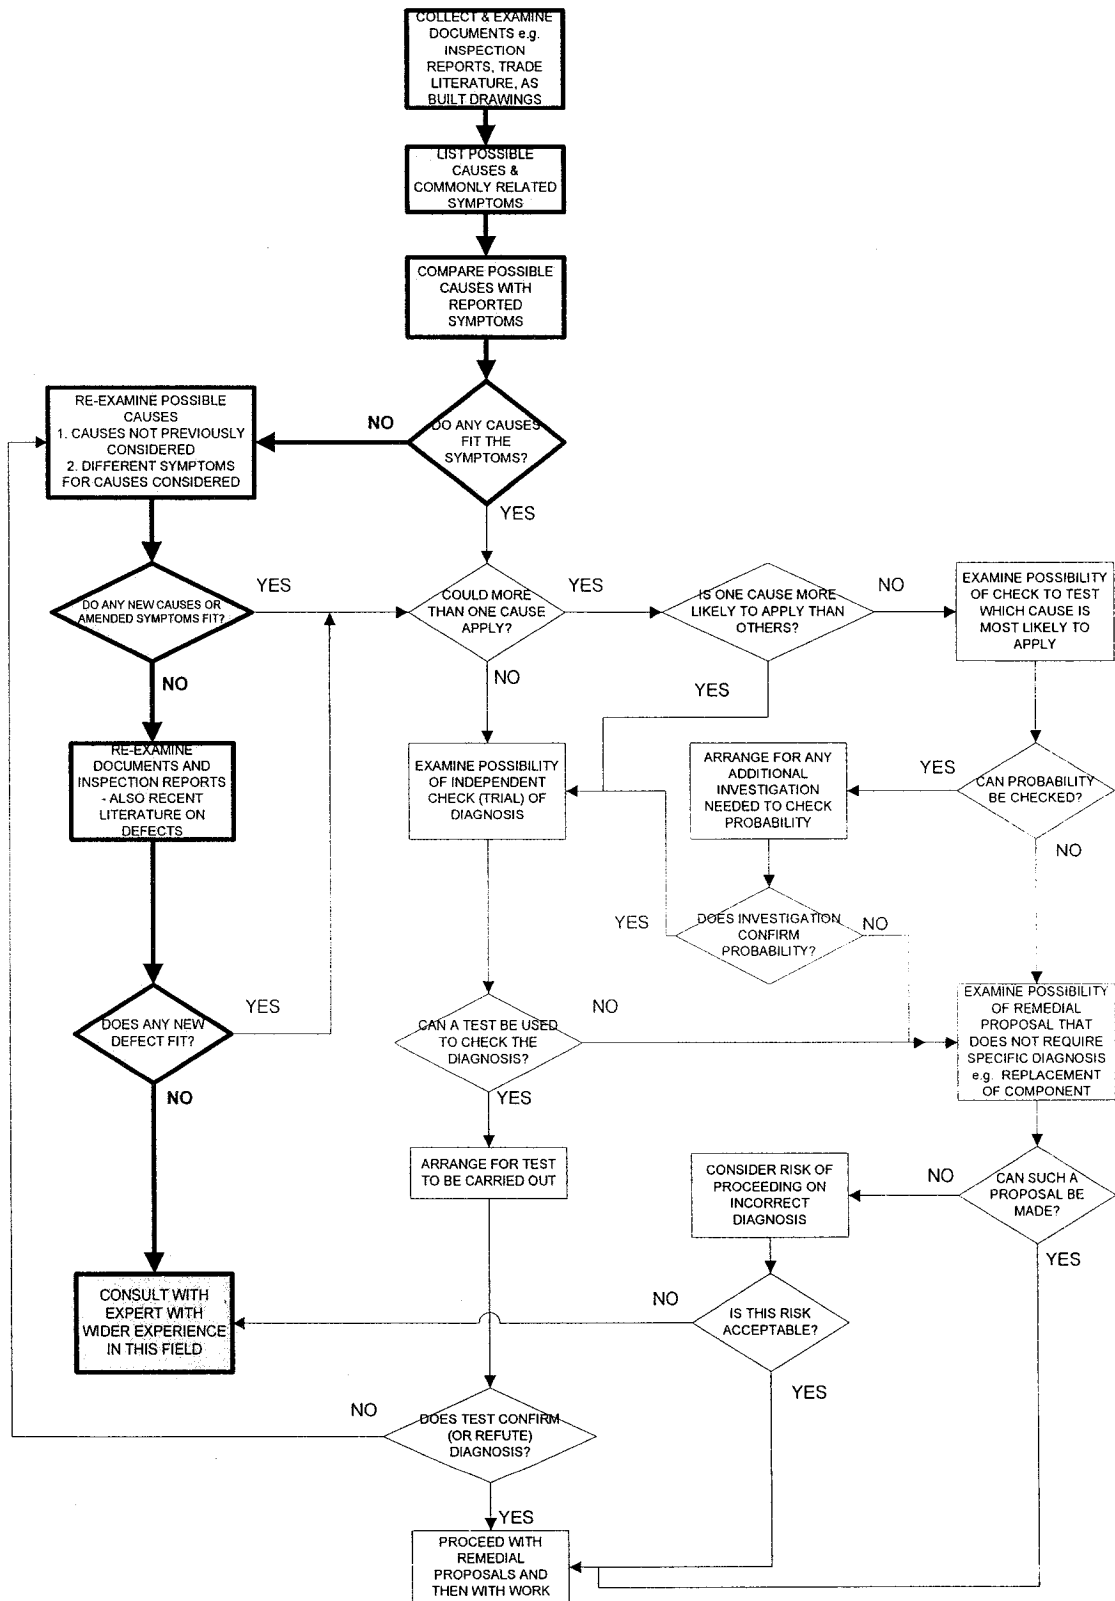 COLLECT & EXAMINE
DOCUMENTS e.g.
INSPECTION
REPORTS, TRADE
LITERATURE, AS
BUILT DRAWINGS
LIST POSSIBLE
CAUSES &
COMMONLY RELATED
SYMPTOMS
COMPARE POSSIBLE
CAUSES WITH
REPORTED
SYMPTOMS
RE-EXAMINE POSSIBLE
CAUSES
1. CAUSES NOT PREVIOUSLY
CONSIDERED
2. DIFFERENT SYMPTOMS
FOR CAUSES CONSIDERED
NO
DO ANY CAUSES
FIT THE
SYMPTOMS?
YES
DO ANY NEW CAUSES OR
AMENDED SYMPTOMS FIT?
YES
COULD MORE
THAN ONE CAUSE
APPLY?
YES
IS ONE CAUSE MORE
LIKELY TO APPLY THAN
OTHERS?
NO
EXAMINE POSSIBILITY
OF CHECK TO TEST
WHICH CAUSE IS
MOST LIKELY TO
APPLY
NO
NO
YES
RE-EXAMINE
DOCUMENTS AND
INSPECTION REPORTS
- ALSO RECENT
LITERATURE ON
DEFECTS
EXAMINE POSSIBILITY
OF INDEPENDENT
CHECK (TRIAL) OF
DIAGNOSIS
ARRANGE FOR ANY
ADDITIONAL
INVESTIGATION
NEEDED TO CHECK
PROBABILITY
YES
CAN PROBABILITY
BE CHECKED?
NO
YES
DOES INVESTIGATION
CONFIRM
PROBABILITY?
NO
DOES ANY NEW
DEFECT FIT?
YES
CAN A TEST BE USED
TO CHECK THE
DIAGNOSIS?
NO
EXAMINE POSSIBILITY
OF REMEDIAL
PROPOSAL THAT
DOES NOT REQUIRE
SPECIFIC DIAGNOSIS
e.g. REPLACEMENT
OF COMPONENT
NO
YES
ARRANGE FOR TEST
TO BE CARRIED OUT
CONSIDER RISK OF
PROCEEDING ON
INCORRECT
DIAGNOSIS
NO
CAN SUCH A
PROPOSAL BE
MADE?
YES
CONSULT WITH
EXPERT WITH
WIDER EXPERIENCE
IN THIS FIELD
NO
IS THIS RISK
ACCEPTABLE?
YES
NO
DOES TEST CONFIRM
(OR REFUTE)
DIAGNOSIS?
YES
PROCEED WITH
REMEDIAL
PROPOSALS AND
THEN WITH WORK